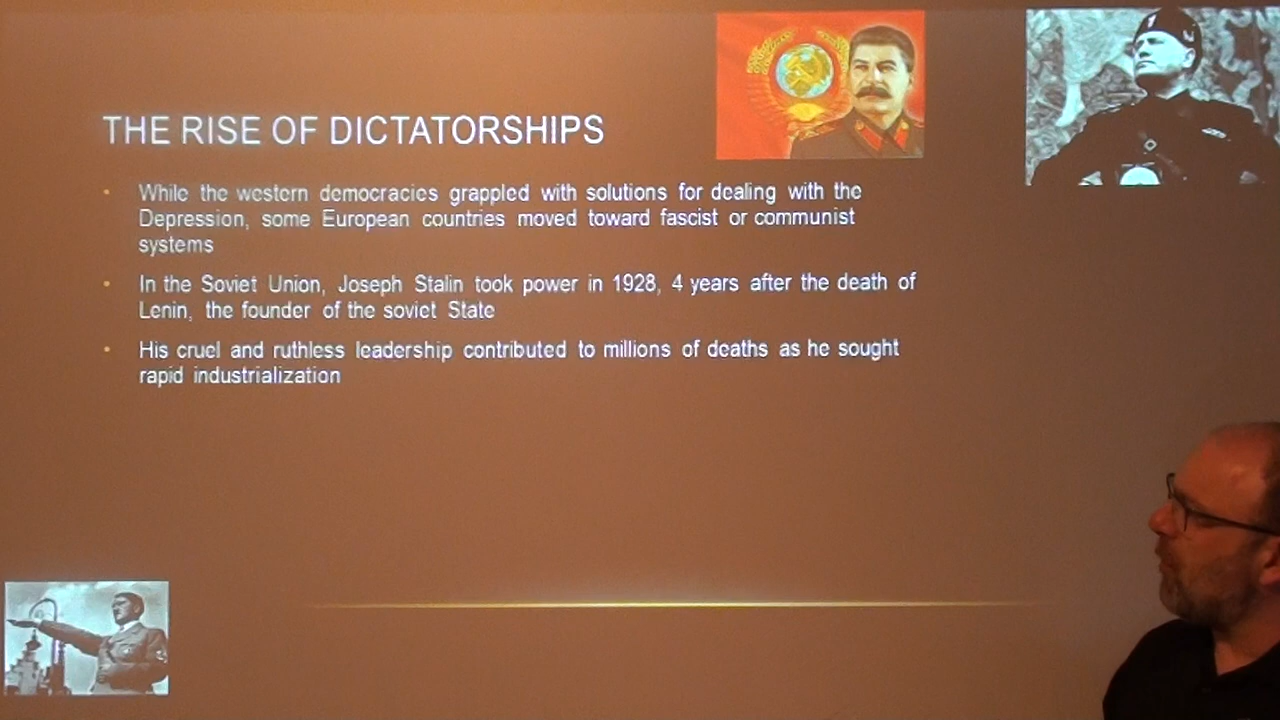 THE RISE OF DICTATORSHIPS
• While the western democracies grappled with solutions for dealing with the
Depression, some European countries moved toward fascist or communist
systems
• In the Soviet Union, Joseph Stalin took power in 1928, 4 years after the death of
Lenin, the founder of the soviet State
• His cruel and ruthless leadership contributed to millions of deaths as he sought
rapid industrialization